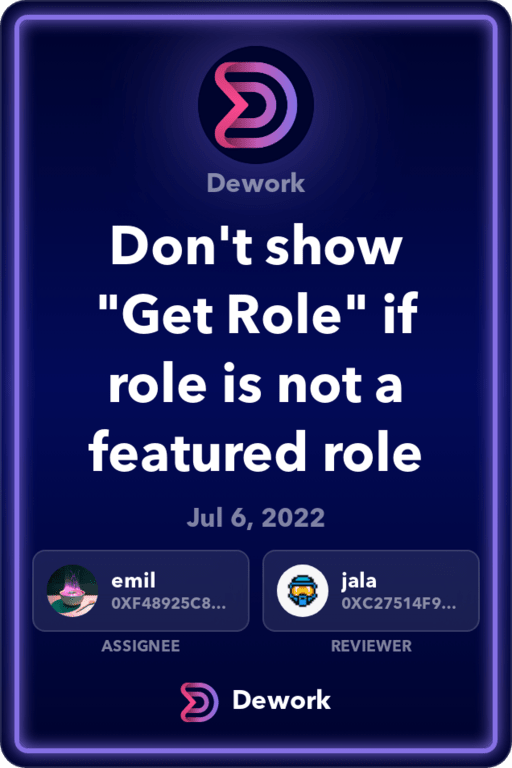 Dework
Don't show
"Get Role" if
role is not a
featured role
Jul 6, 2022
emil
0XF48925C8...
ASSIGNEE
jala
0XC27514F9...
REVIEWER
Dework